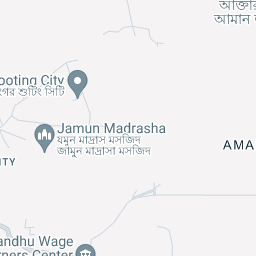 আক্তার
আমান
ooting City
গের শুটিং সিটি
Jamun Madrasha
যমুন মাদ্রাস মসজিদ
জামুন মাদ্রাসা মসজিদ
AMA
ITY
andhu Wage
rners Center